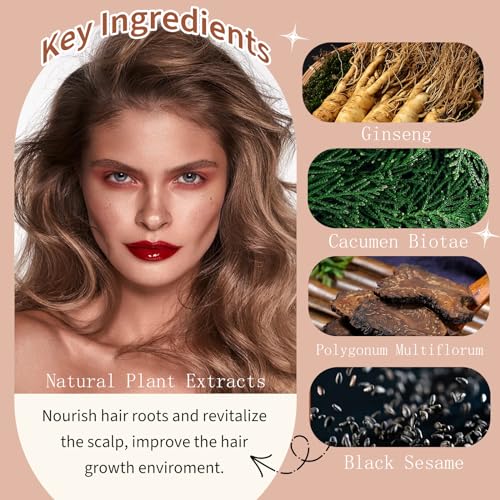 Key Ingredients
Ginseng
Cacumen Biotae
Polygonum Multiflorum
Black Sesame
Natural Plant Extracts
Nourish hair roots and revitalize
the scalp, improve the hair
growth enviroment.